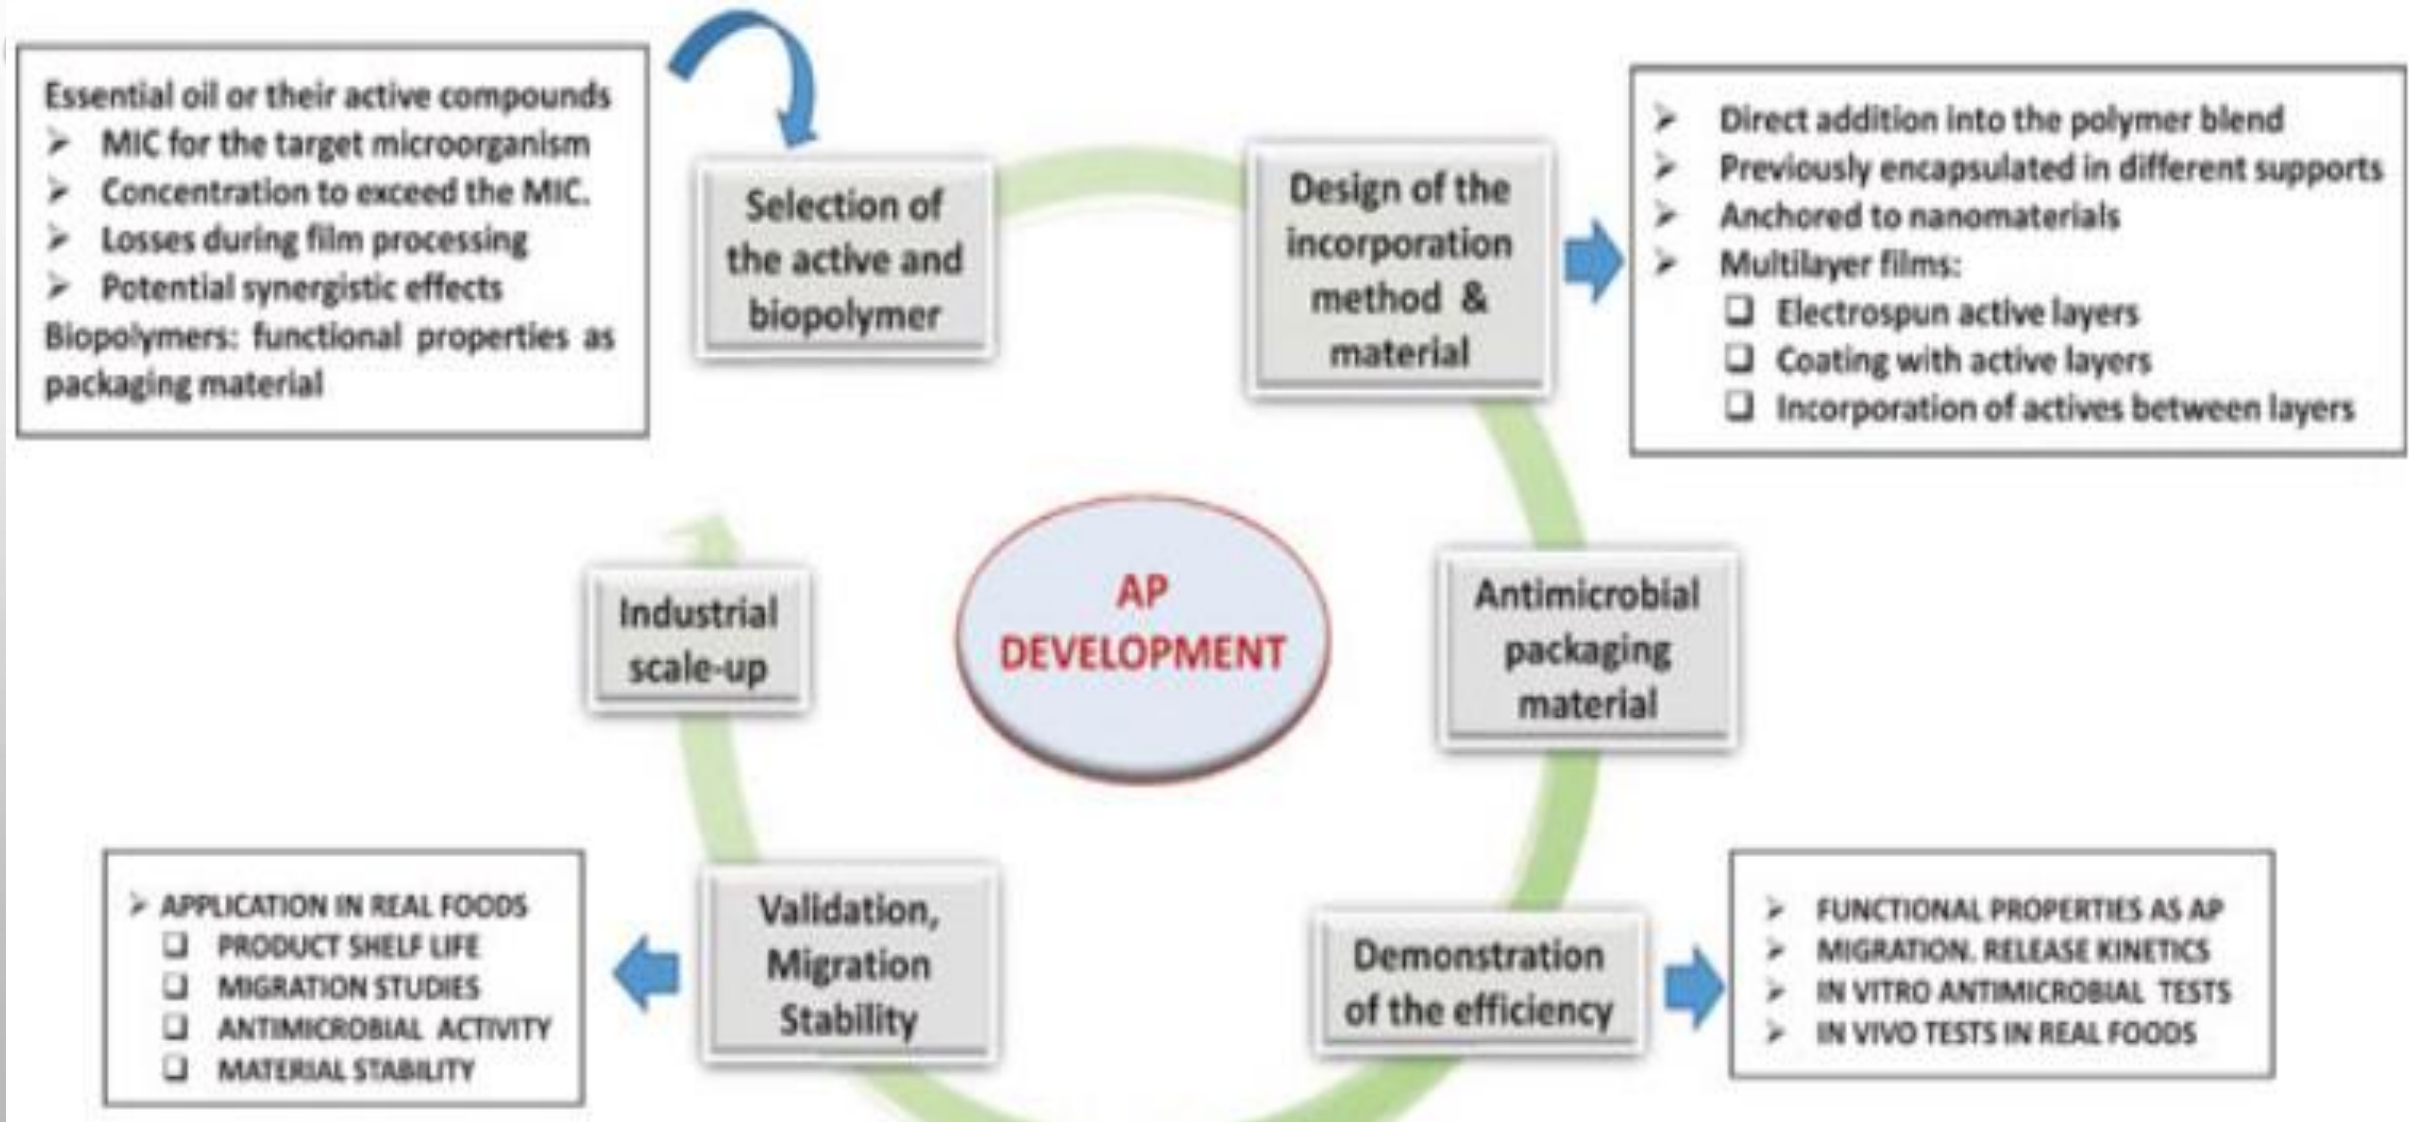 Essential oil or their active compounds
➢ MIC for the target microorganism
➢ Concentration to exceed the MIC.
➢ Losses during film processing
➢ Potential synergistic effects
Biopolymers: functional properties as
packaging material
Selection of
the active and
biopolymer
Design of the
incorporation
method &
material
➢ Direct addition into the polymer blend
➢ Previously encapsulated in different supports
➢ Anchored to nanomaterials
➢ Multilayer films:
❑ Electrospun active layers
❑ Coating with active layers
❑ Incorporation of actives between layers
AP
DEVELOPMENT
Antimicrobial
packaging
material
Demonstration
of the efficiency
➢ FUNCTIONAL PROPERTIES AS AP
➢ MIGRATION. RELEASE KINETICS
➢ IN VITRO ANTIMICROBIAL TESTS
➢ IN VIVO TESTS IN REAL FOODS
Validation,
Migration
Stability
➢ APPLICATION IN REAL FOODS
❑ PRODUCT SHELF LIFE
❑ MIGRATION STUDIES
❑ ANTIMICROBIAL ACTIVITY
❑ MATERIAL STABILITY
Industrial
scale-up